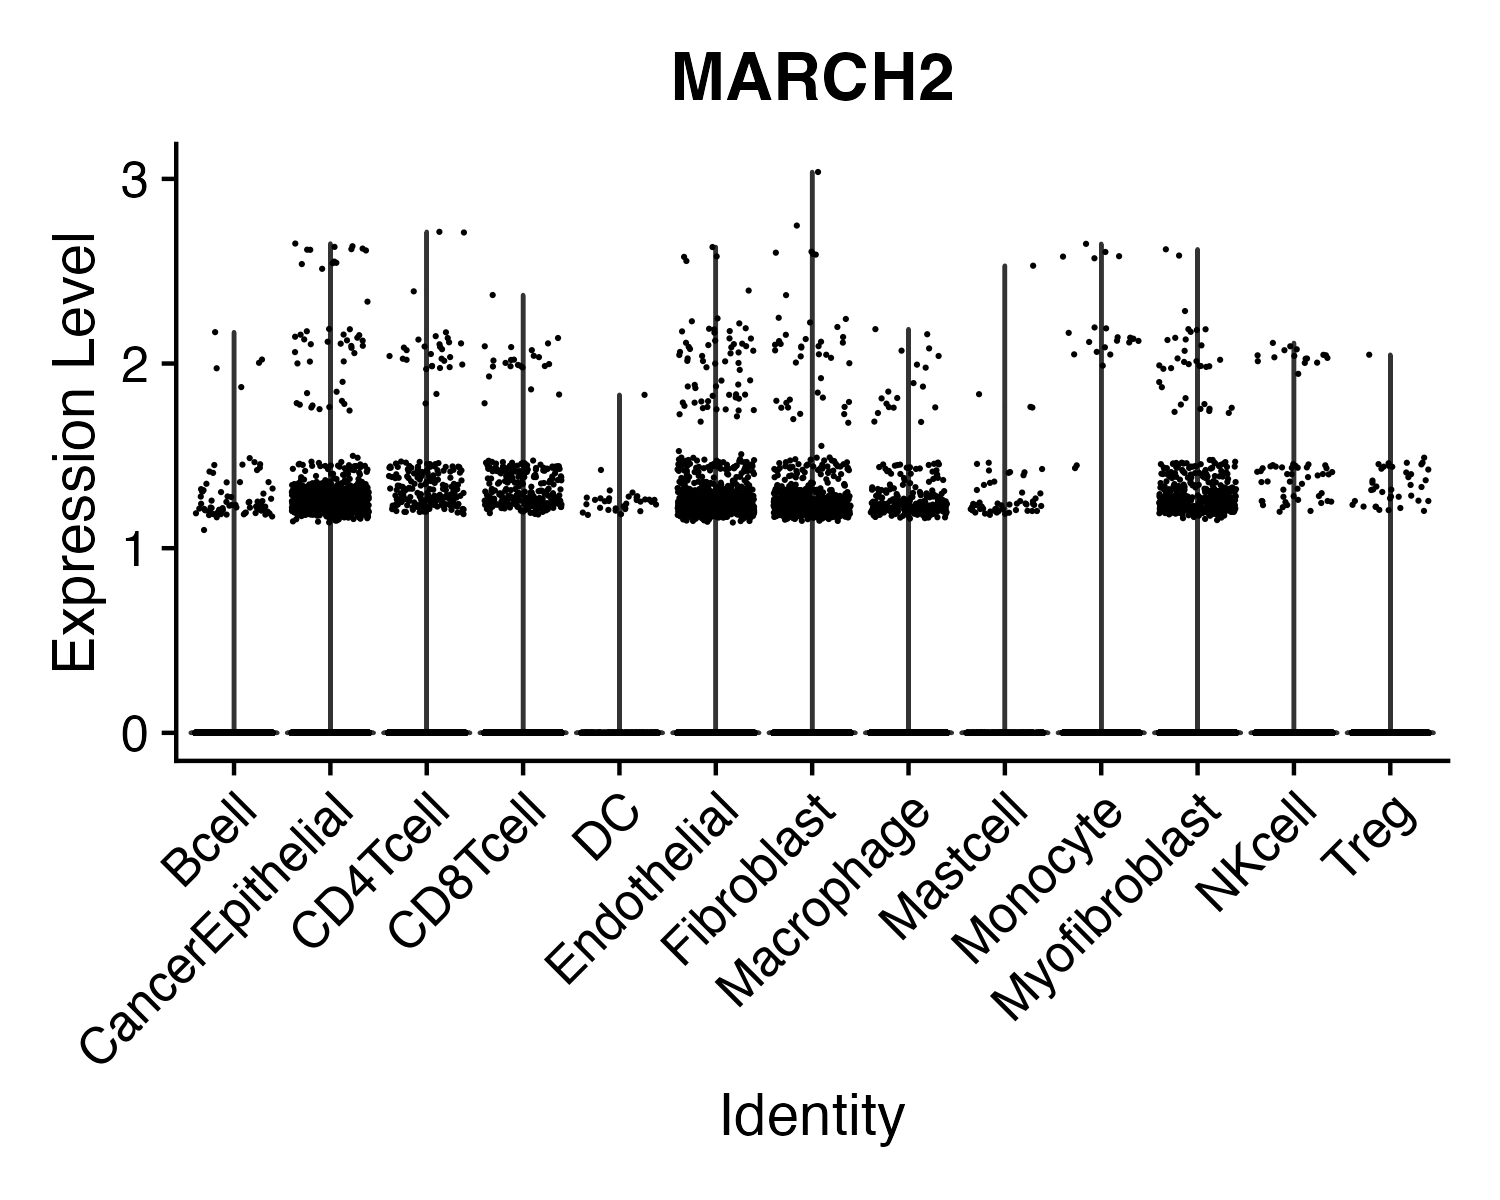 MARCH2
Expression Level
3
2
1
0
Bcell
CancerEpithelial
CD4Tcell
CD8Tcell
DC
Endothelial
Fibroblast
Macrophage
Mastcell
Monocyte
Myofibroblast
NKcell
Treg
Identity